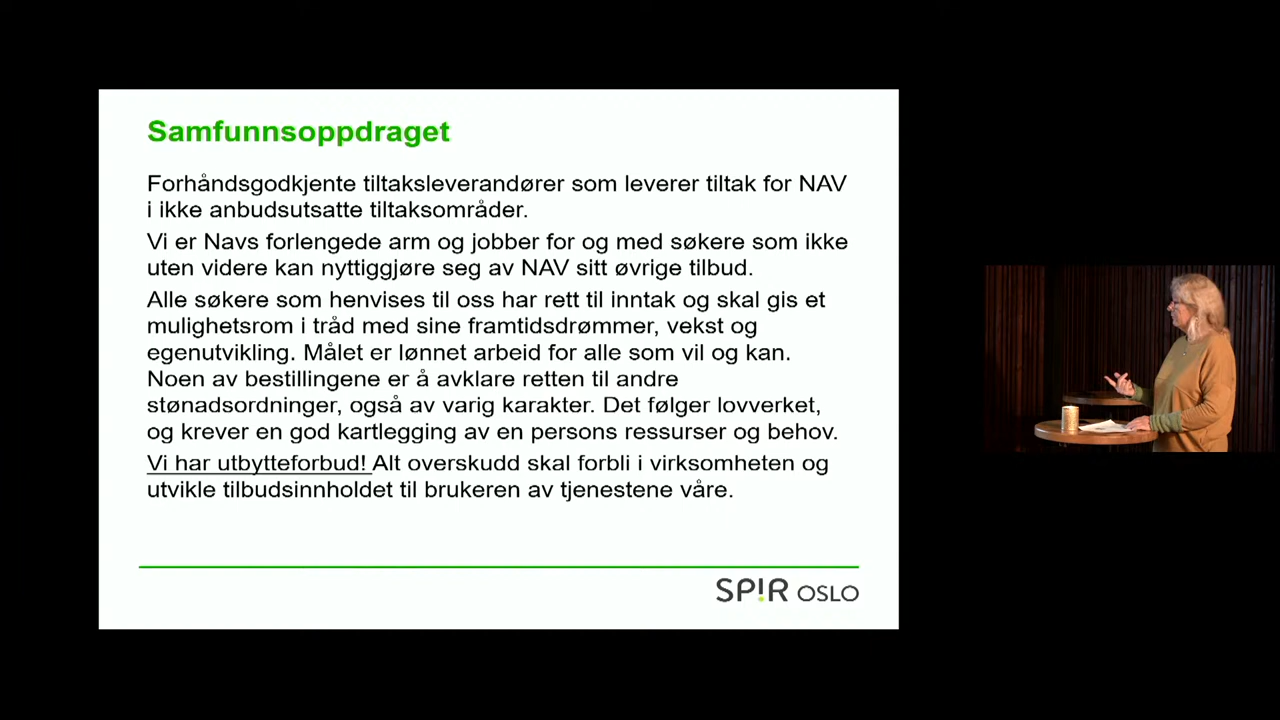 Samfunnsoppdraget
Forhåndsgodkjente tiltaksleverandører som leverer tiltak for NAV
i ikke anbudsutsatte tiltaksområder.
Vi er Navs forlengede arm og jobber for og med søkere som ikke
uten videre kan nyttiggjøre seg av NAV sitt øvrige tilbud.
Alle søkere som henvises til oss har rett til inntak og skal gis et
mulighetsrom i tråd med sine framtidsdrømmer, vekst og
egenutvikling. Målet er lønnet arbeid for alle som vil og kan.
Noen av bestillingene er å avklare retten til andre
stønadsordninger, også av varig karakter. Det følger lovverket,
og krever en god kartlegging av en persons ressurser og behov.
Vi har utbytteforbud! Alt overskudd skal forbli i virksomheten og
utvikle tilbudsinnholdet til brukeren av tjenestene våre.
SP!R OSLO